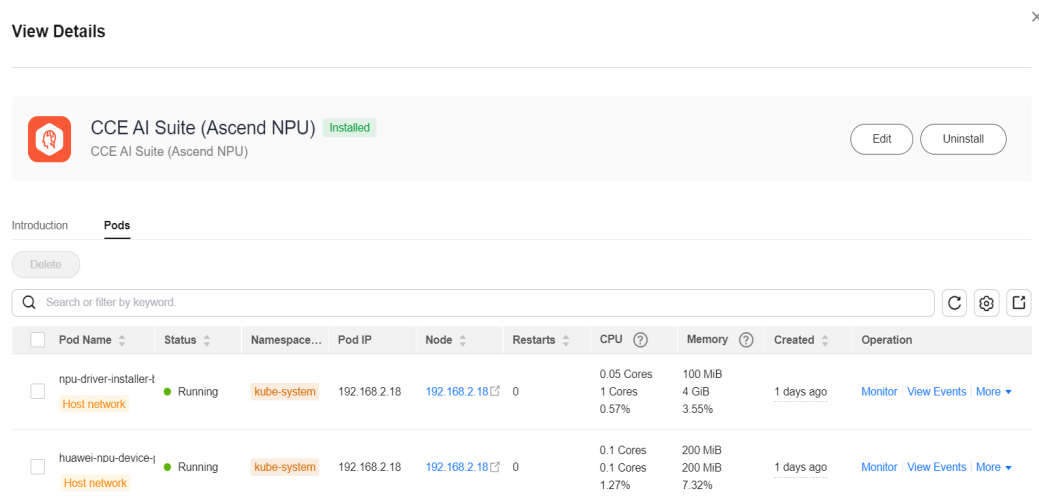 View Details
CCE AI Suite (Ascend NPU) Installed
CCE AI Suite (Ascend NPU)
Edit Uninstall
Introduction Pods
Delete
Search or filter by keyword.
Pod Name Status Namespace... Pod IP Node Restarts CPU Memory Created Operation
npu-driver-installer-
Host network
Running kube-system 192.168.2.18 192.168.2.18 0
0.05 Cores
1 Cores
0.57%
100 MiB
4 GiB
3.55%
1 days ago Monitor View Events More
huawei-npu-device-
Host network
Running kube-system 192.168.2.18 192.168.2.18 0
0.1 Cores
0.1 Cores
1.27%
200 MiB
200 MiB
7.32%
1 days ago Monitor View Events More